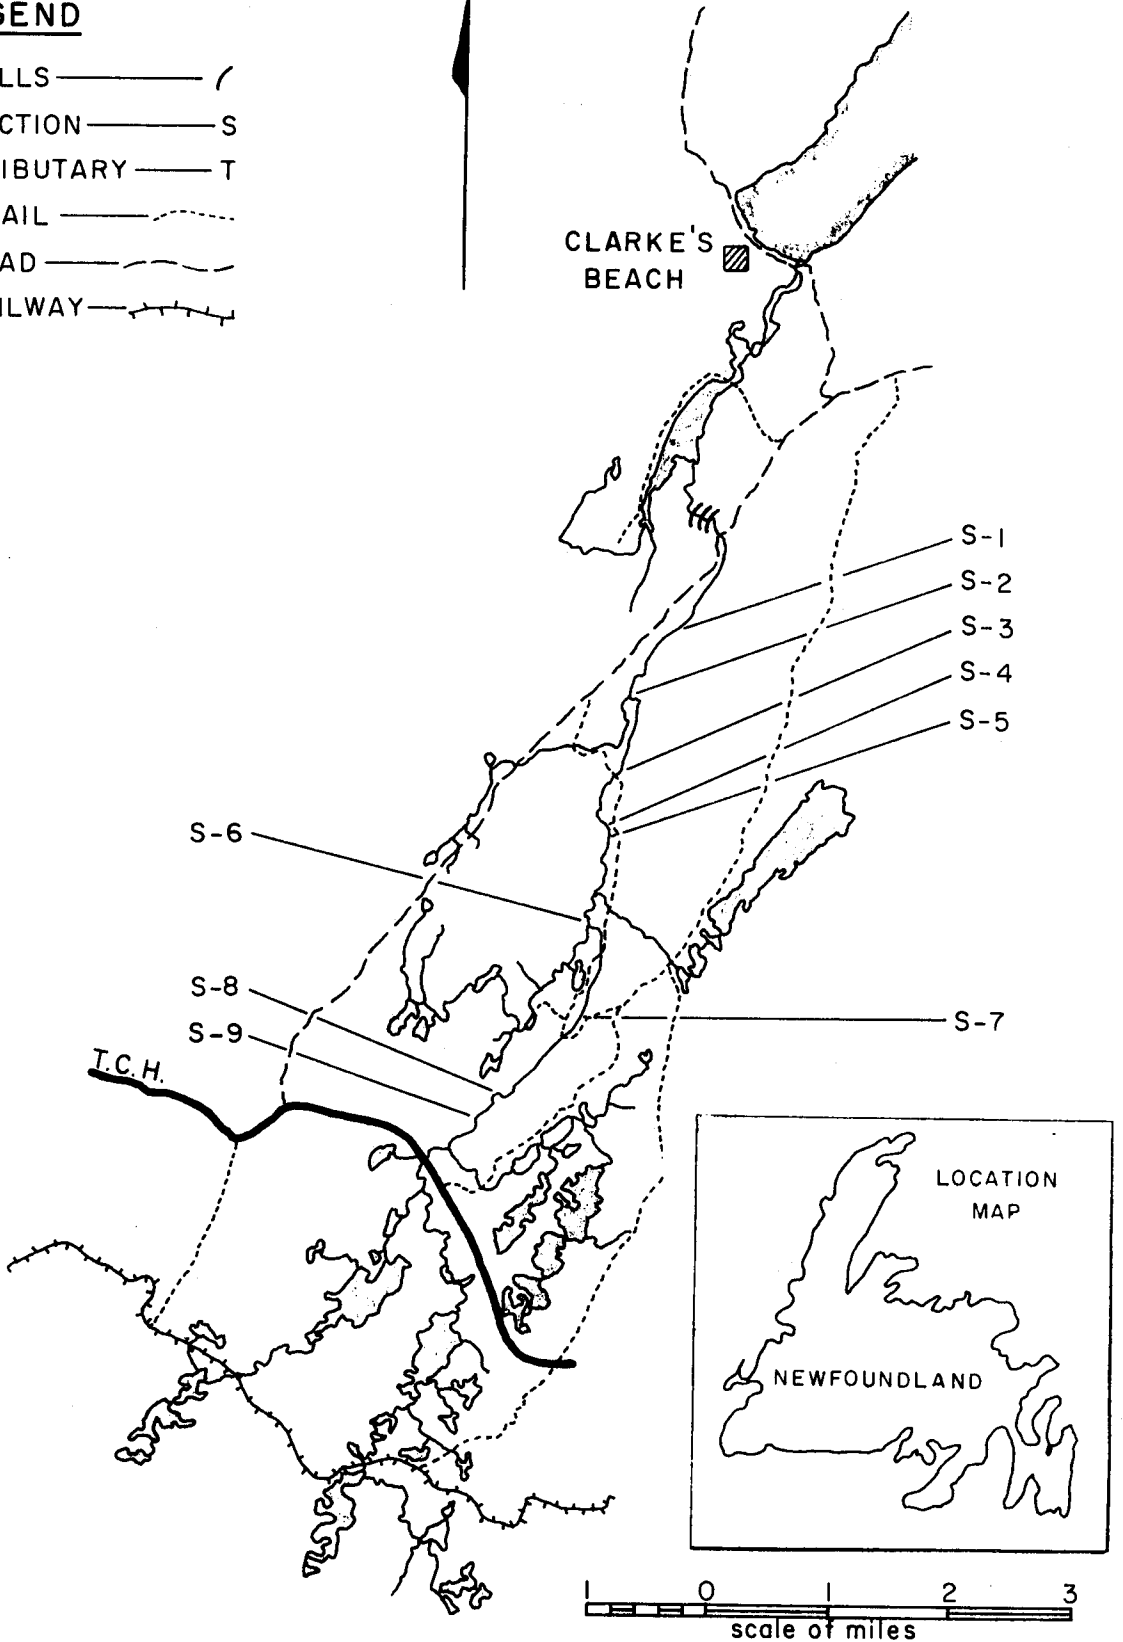 GEND
LLS S
CTION S
IBUTARY T
AIL
AD
ILWAY
CLARKE'S
BEACH
S-1
S-2
S-3
S-4
S-5
S-6
S-8
S-9
S-7
T.C.H.
LOCATION
MAP
NEWFOUNDLAND
1 0 1 2 3
scale of miles